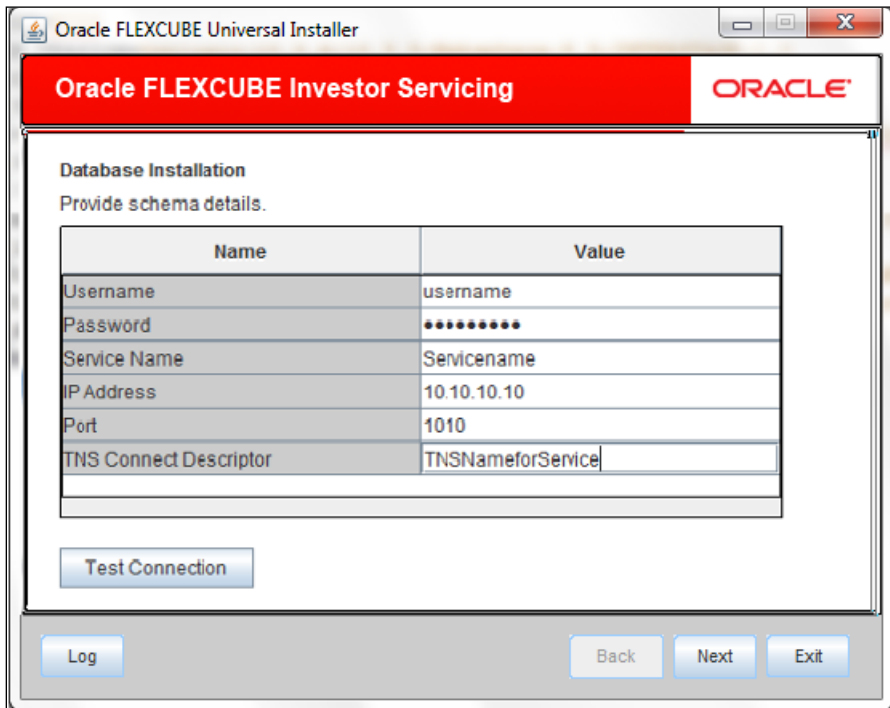 Oracle FLEXCUBE Universal Installer
Oracle FLEXCUBE Investor Servicing
ORACLE®
Database Installation
Provide schema details.
Name Value
Username username
Password •••••••••
Service Name Servicename
IP Address 10.10.10.10
Port 1010
TNS Connect Descriptor TNSNameforService
Test Connection
Log Back Next Exit